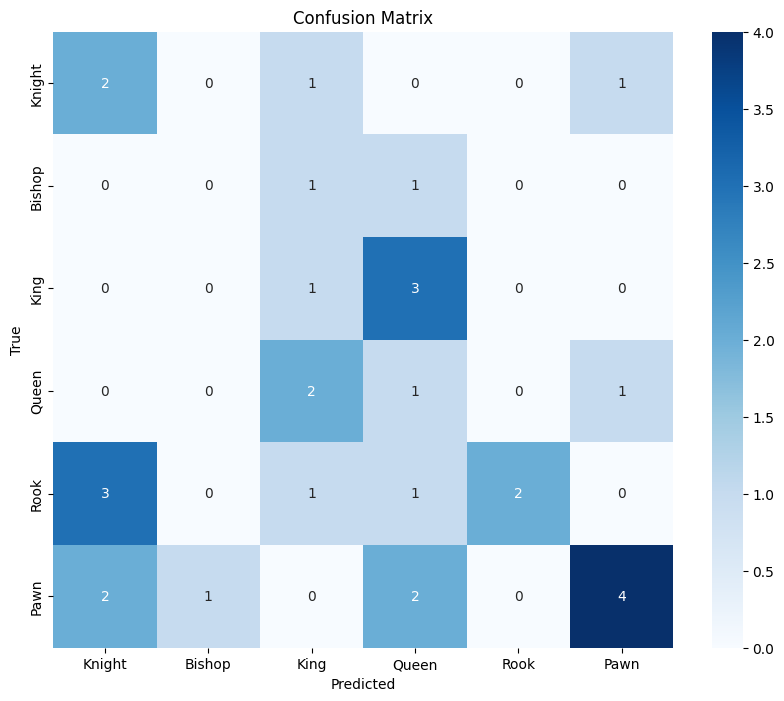 Confusion Matrix
True
Knight 2 0 1 0 0 1
Bishop 0 0 1 1 0 0
King 0 0 1 3 0 0
Queen 0 0 2 1 0 1
Rook 3 0 1 1 2 0
Pawn 2 1 0 2 0 4
Knight Bishop King Queen Rook Pawn
Predicted
4.0
3.5
3.0
2.5
2.0
1.5
1.0
0.5
0.0